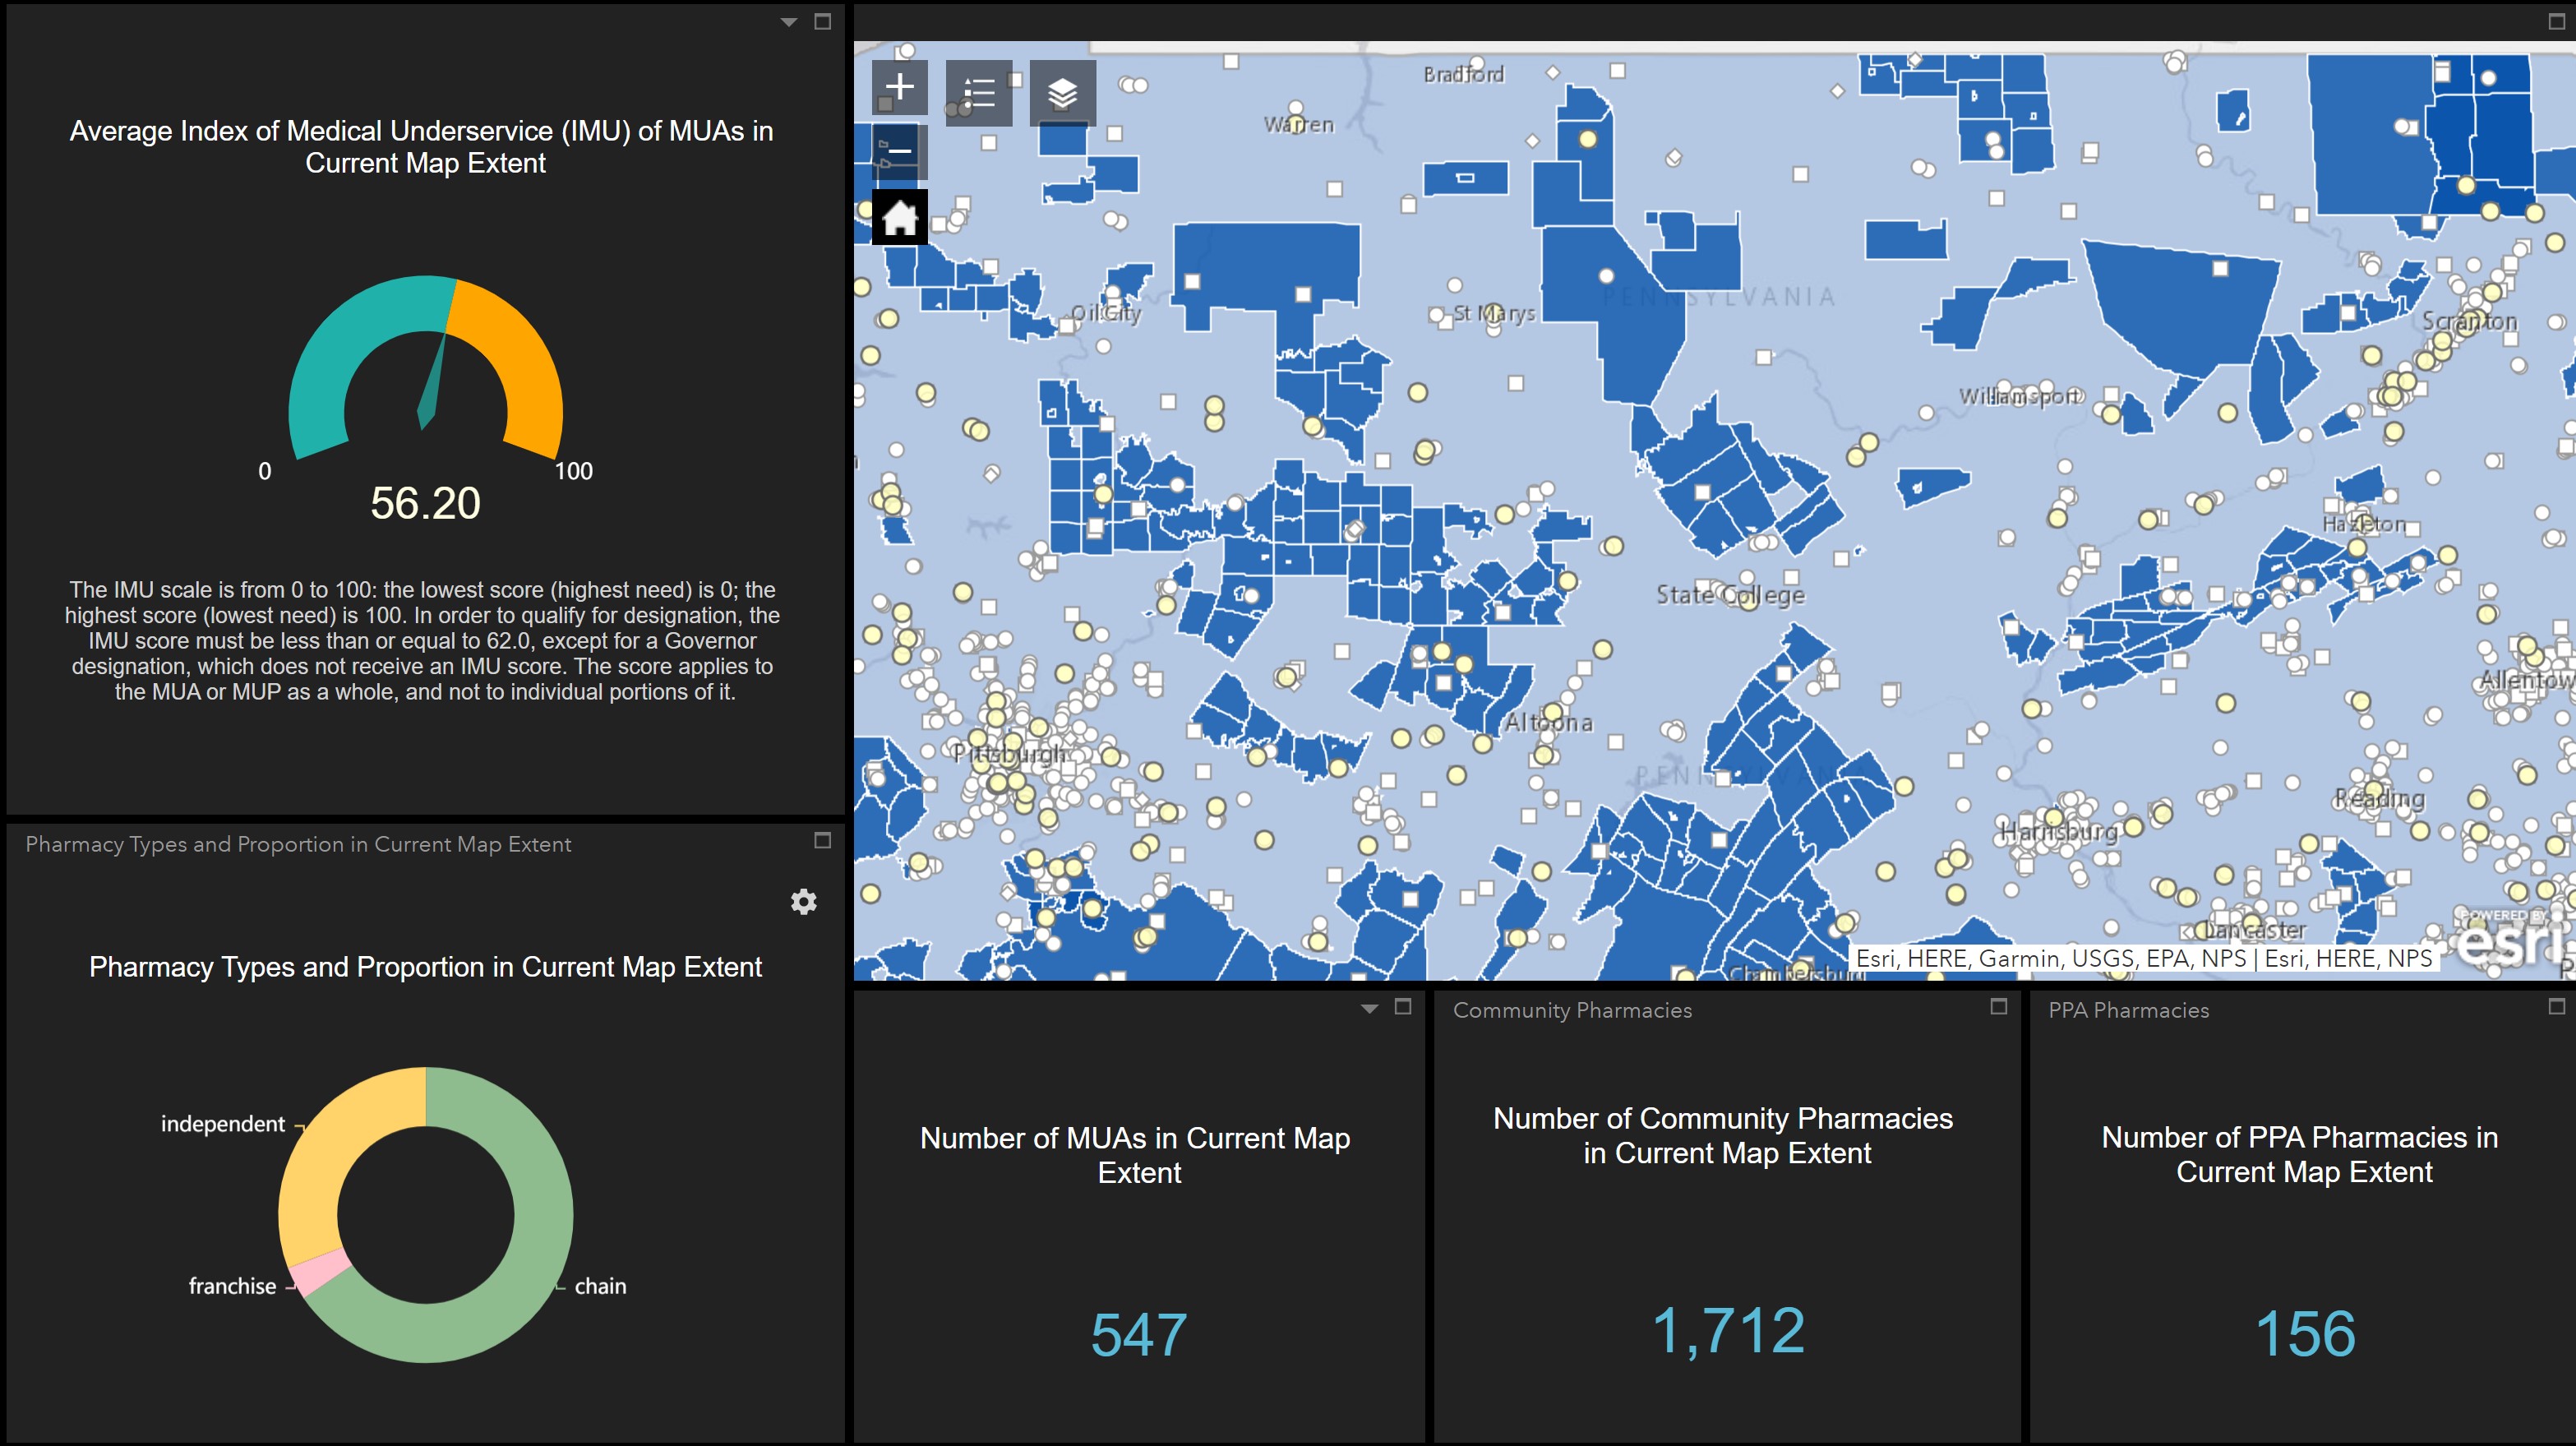 Average Index of Medical Underservice (IMU) of MUAs in
Current Map Extent
0
100
56.20
The IMU scale is from 0 to 100: the lowest score (highest need) is 0; the
highest score (lowest need) is 100. In order to qualify for designation, the
IMU score must be less than or equal to 62.0, except for a Governor
designation, which does not receive an IMU score. The score applies to
the MUA or MUP as a whole, and not to individual portions of it.
Pharmacy Types and Proportion in Current Map Extent
Pharmacy Types and Proportion in Current Map Extent
independent
franchise
chain
Bradford
Warren
PENNSYLVANIA
Oil City
St Marys
Scranton
Williamsport
Hazleton
State College
Allentow
Altoona
Pittsburgh
PENNSYLVANIA
Reading
Harrisburg
Lancaster
Chambersburg
POWERED BY
esri
Esri, HERE, Garmin, USGS, EPA, NPS | Esri, HERE, NPS
Number of MUAs in Current Map
Extent
547
Community Pharmacies
Number of Community Pharmacies
in Current Map Extent
1,712
PPA Pharmacies
Number of PPA Pharmacies in
Current Map Extent
156